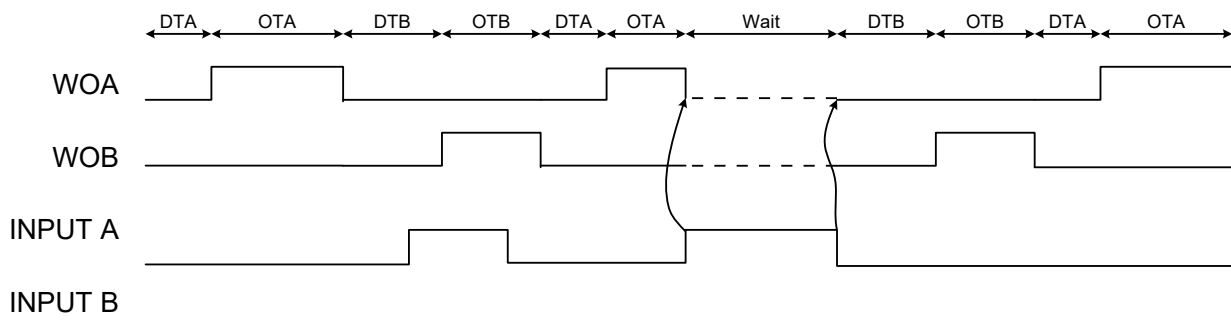 DTA OTA DTB OTB DTA OTA Wait DTB OTB DTA OTA
WOA
WOB
INPUT A
INPUT B